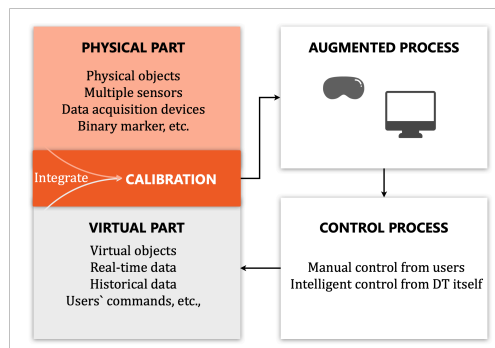 PHYSICAL PART
Physical objects
Multiple sensors
Data acquisition devices
Binary marker, etc.
Integrate
CALIBRATION
VIRTUAL PART
Virtual objects
Real-time data
Historical data
Users` commands, etc.,
AUGMENTED PROCESS
CONTROL PROCESS
Manual control from users
Intelligent control from DT itself